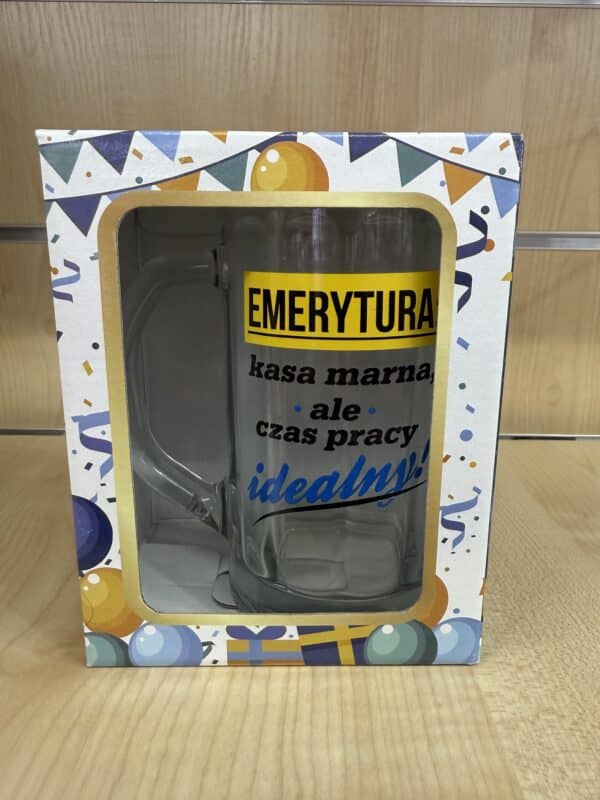 EMERYTURA:
kasa marna,
• ale •
czas pracy
idealny!